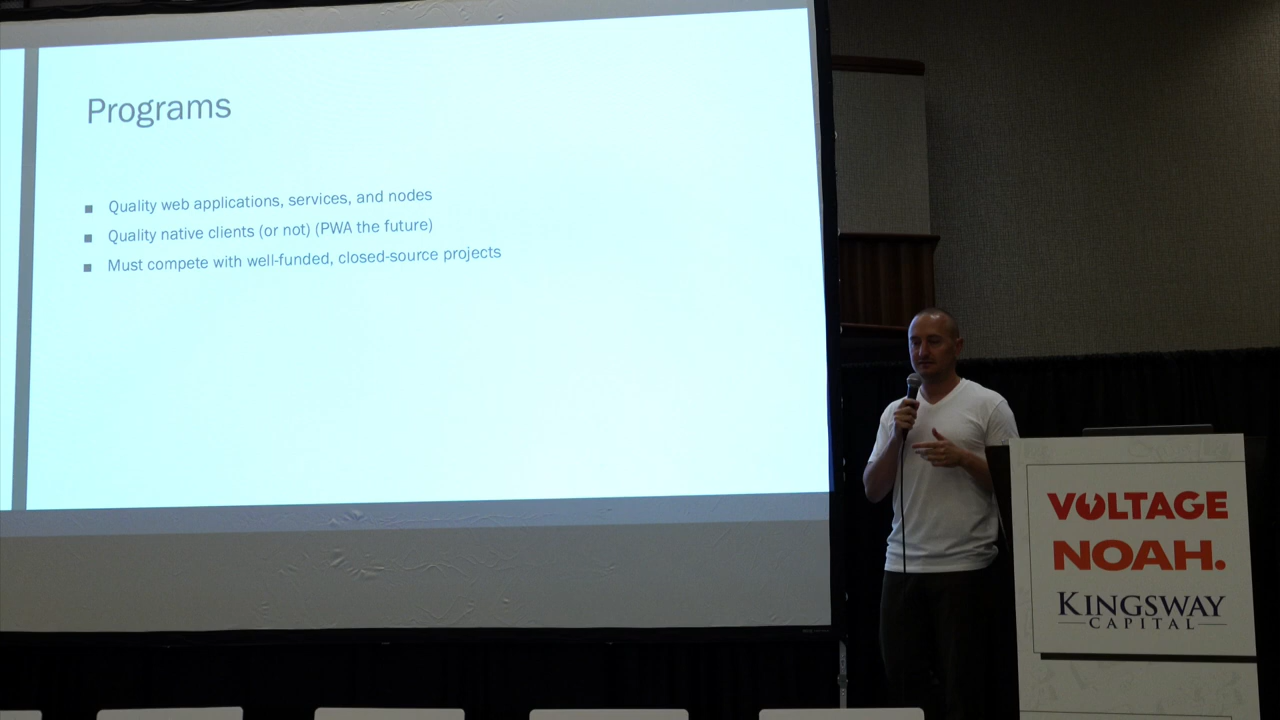 Programs
Quality web applications, services, and nodes
Quality native clients (or not) (PWA the future)
Must compete with well-funded, closed-source projects
VOLTAGE
NOAH.
KINGSWAY
CAPITAL